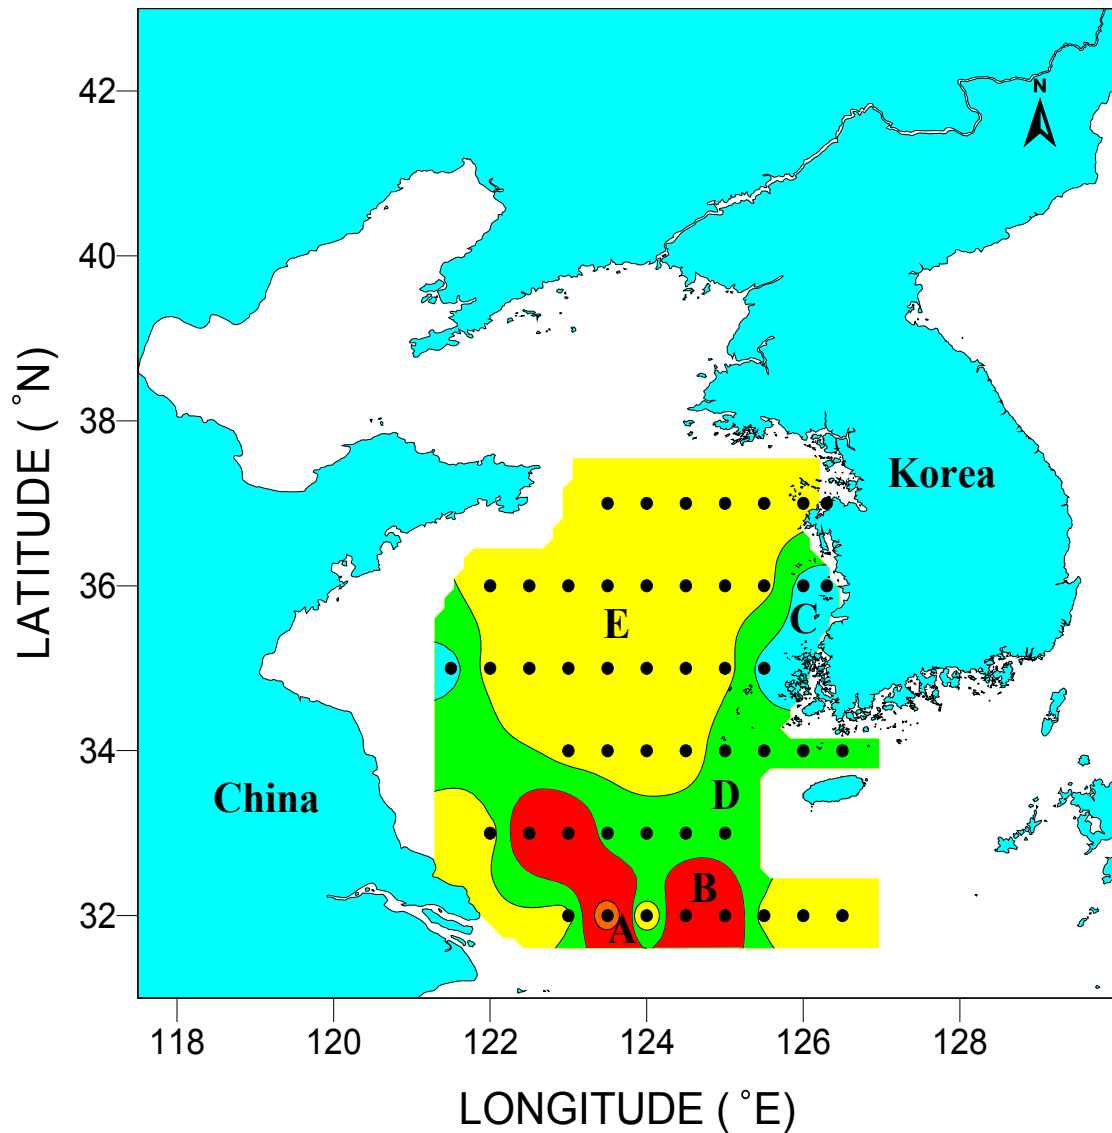 42
N
40
38
Korea
36
E
C
34
China
D
B
32
A
118
120
122
124
126
128
LATITUDE ( °N)
LONGITUDE ( °E)